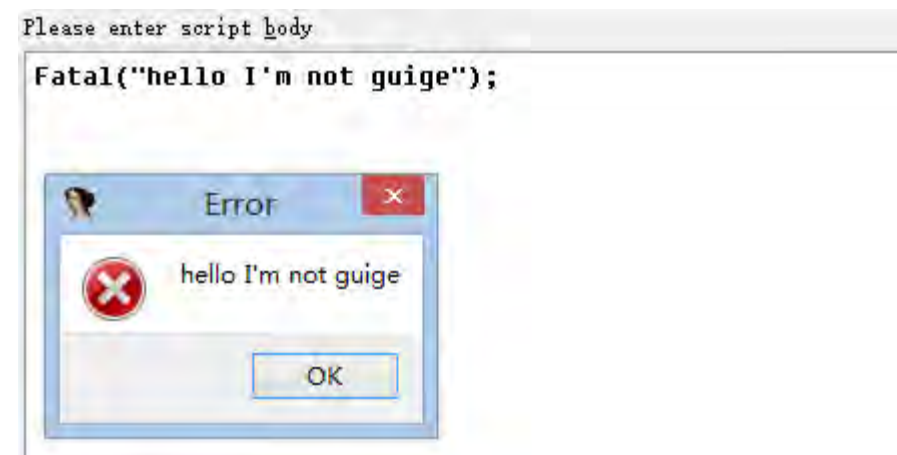 Please enter script body
Fatal("hello I'm not guige");
Error
hello I'm not guige
OK